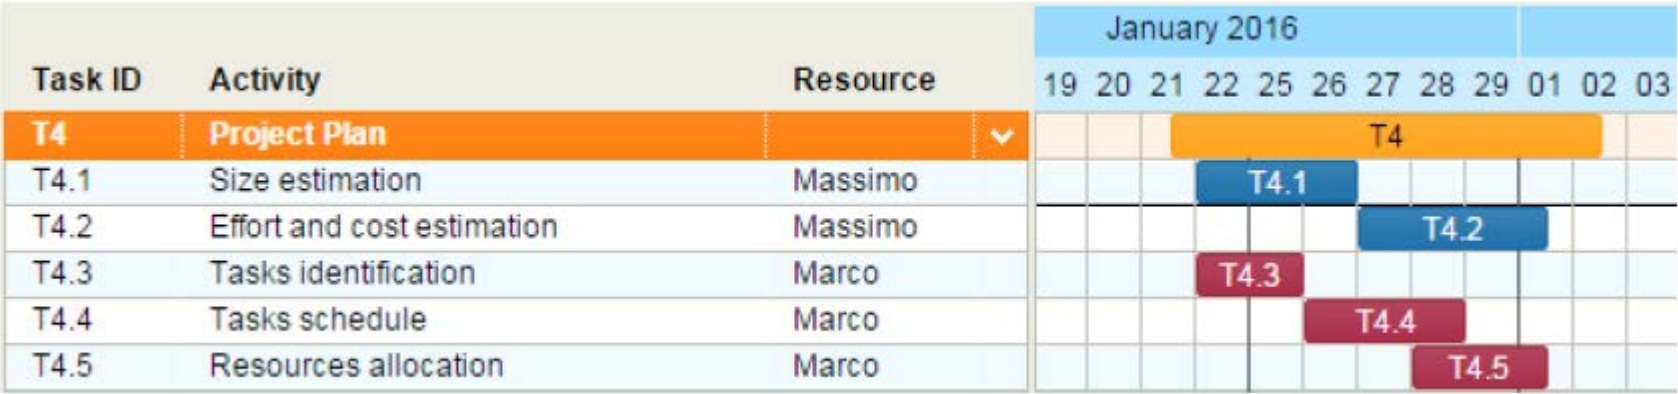 January 2016
Task ID Activity Resource 19 20 21 22 25 26 27 28 29 01 02 03
T4 Project Plan T4
T4.1 Size estimation Massimo T4.1
T4.2 Effort and cost estimation Massimo T4.2
T4.3 Tasks identification Marco T4.3
T4.4 Tasks schedule Marco T4.4
T4.5 Resources allocation Marco T4.5